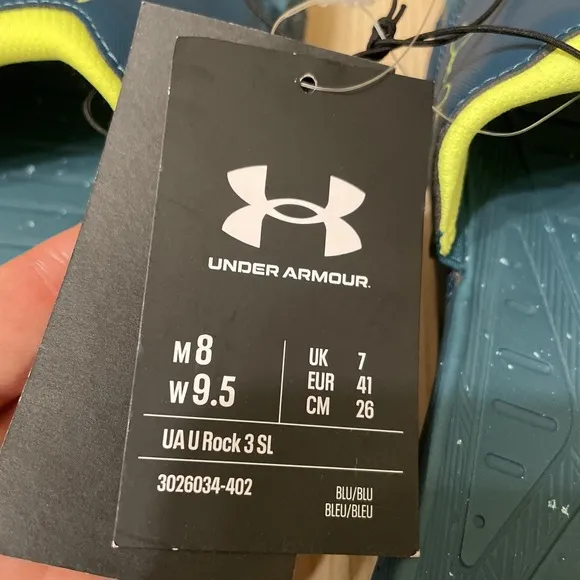 UNDER ARMOUR.
M 8
W 9.5
UK 7
EUR 41
CM 26
UA U Rock 3 SL
3026034-402
BLU/BLU
BLEU/BLEU